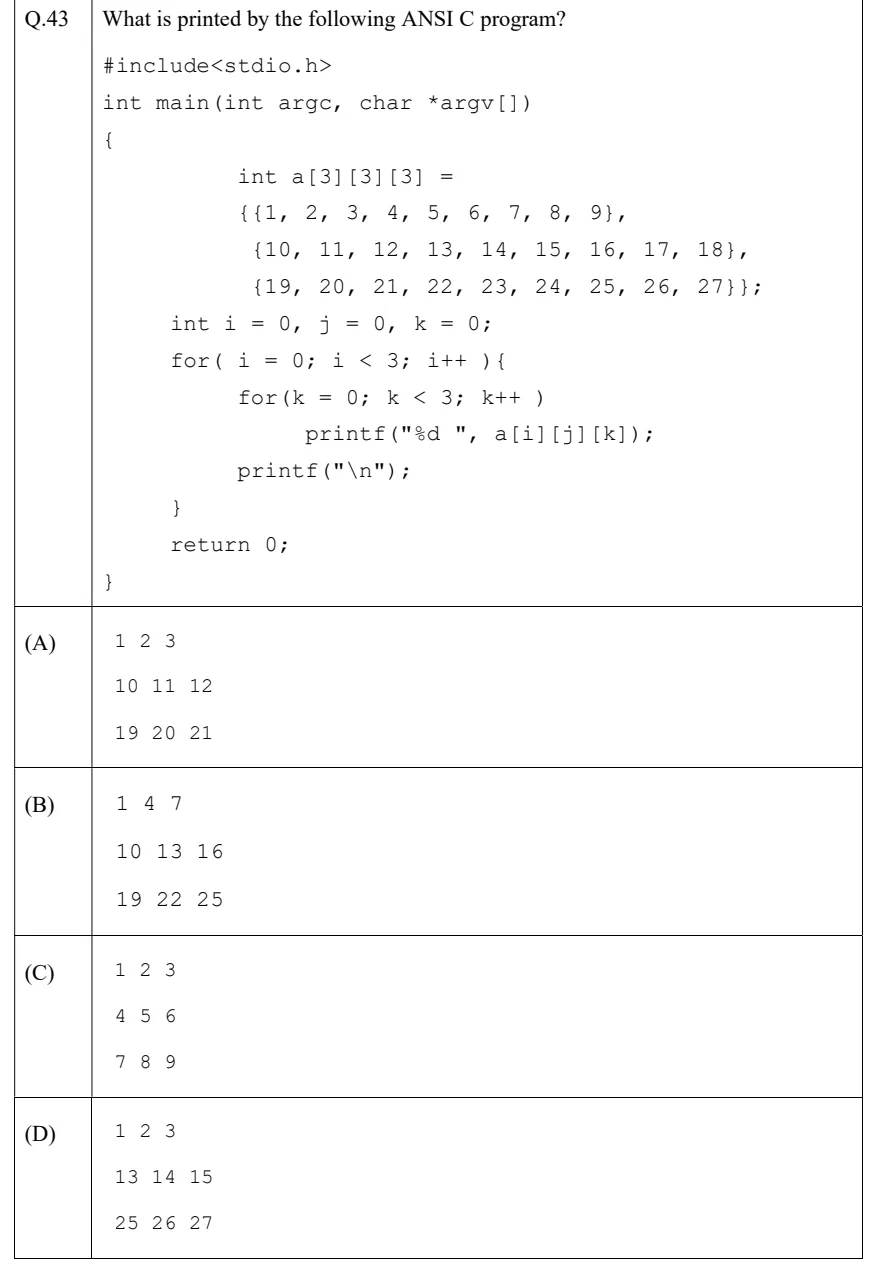 Q.43 What is printed by the following ANSI C program?
#include<stdio.h>
int main(int argc, char *argv[])
{
int a[3][3][3] =
{{1, 2, 3, 4, 5, 6, 7, 8, 9},
{10, 11, 12, 13, 14, 15, 16, 17, 18},
{19, 20, 21, 22, 23, 24, 25, 26, 27}};
int i = 0, j = 0, k = 0;
for( i = 0; i < 3; i++ ){
for(k = 0; k < 3; k++ )
printf("%d ", a[i][j][k]);
printf("\n");
}
return 0;
}
(A) 1 2 3
10 11 12
19 20 21
(B) 1 4 7
10 13 16
19 22 25
(C) 1 2 3
4 5 6
7 8 9
(D) 1 2 3
13 14 15
25 26 27